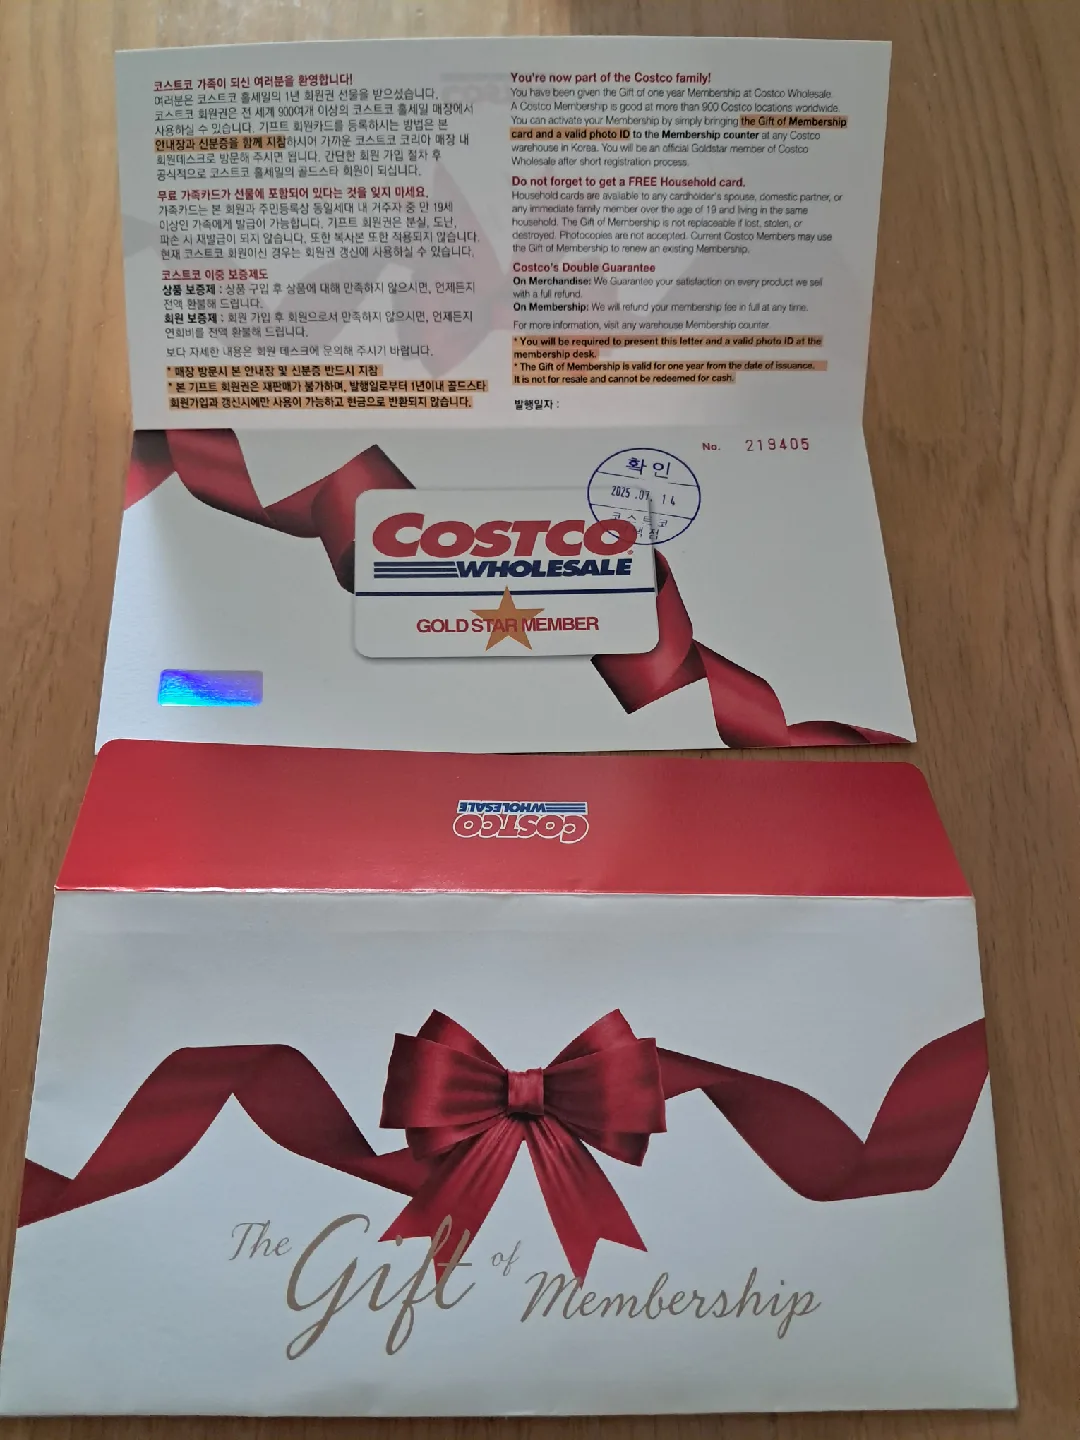 코스트코 가족이 되신 여러분을 환영합니다!
여러분은 코스트코 홀세일의 1년 회원권 선물을 받으셨습니다.
코스트코 회원권은 전 세계 900여개 이상의 코스트코 홀세일 매장에서
사용하실 수 있습니다. 기프트 회원카드를 등록하시는 방법은 본
안내장과 신분증을 함께 지참하시어 가까운 코스트코 코리아 매장 내
회원데스크로 방문해 주시면 됩니다. 간단한 회원 가입 절차 후
공식적으로 코스트코 홀세일의 골드스타 회원이 되십니다.
무료 가족카드가 선물에 포함되어 있다는 것을 잊지 마세요.
가족카드는 본 회원과 주민등록상 동일세대 내 거주자 중 만 19세
이상인 가족에게 발급이 가능합니다. 기프트 회원권은 분실, 도난,
파손 시 재발급이 되지 않습니다. 또한 복사본 또한 적용되지 않습니다.
현재 코스트코 회원이신 경우는 회원권 갱신에 사용하실 수 있습니다.
코스트코 이중 보증제도
상품 보증제 : 상품 구입 후 상품에 대해 만족하지 않으시면, 언제든지
전액 환불해 드립니다.
회원 보증제 : 회원 가입 후 회원으로서 만족하지 않으시면, 언제든지
연회비를 전액 환불해 드립니다.
보다 자세한 내용은 회원 데스크에 문의해 주시기 바랍니다.
* 매장 방문시 본 안내장 및 신분증 반드시 지참
* 본 기프트 회원권은 재판매가 불가하며, 발행일로부터 1년이내 골드스타
회원가입과 갱신시에만 사용이 가능하고 현금으로 반환되지 않습니다.
You're now part of the Costco family!
You have been given the Gift of one year Membership at Costco Wholesale.
A Costco Membership is good at more than 900 Costco locations worldwide.
You can activate your Membership by simply bringing the Gift of Membership
card and a valid photo ID to the Membership counter at any Costco
warehouse in Korea. You will be an official Goldstar member of Costco
Wholesale after short registration process.
Do not forget to get a FREE Household card.
Household cards are available to any cardholder's spouse, domestic partner, or
any immediate family member over the age of 19 and living in the same
household. The Gift of Membership is not replaceable if lost, stolen, or
destroyed. Photocopies are not accepted. Current Costco Members may use
the Gift of Membership to renew an existing Membership.
Costco's Double Guarantee
On Merchandise: We Guarantee your satisfaction on every product we sell
with a full refund.
On Membership: We will refund your membership fee in full at any time.
For more information, visit any warehouse Membership counter.
* You will be required to present this letter and a valid photo ID at the
membership desk.
* The Gift of Membership is valid for one year from the date of issuance.
It is not for resale and cannot be redeemed for cash.
발행일자 :
No. 219405
확인
2025.07.14
코스트코
COSTCO
WHOLESALE
GOLD STAR MEMBER
COSTCO
WHOLESALE
The Gift of Membership